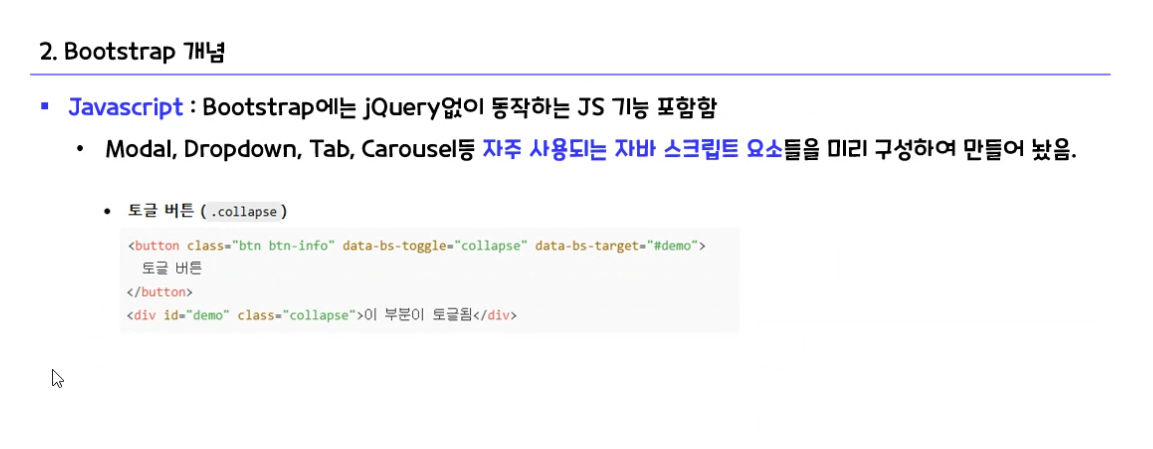 2. Bootstrap 개념
▪ Javascript : Bootstrap에는 jQuery없이 동작하는 JS 기능 포함함
• Modal, Dropdown, Tab, Carousel등 자주 사용되는 자바 스크립트 요소들을 미리 구성하여 만들어 놨음.
• 토글 버튼 (.collapse)
<button class="btn btn-info" data-bs-toggle="collapse" data-bs-target="#demo">
토글 버튼
</button>
<div id="demo" class="collapse">이 부분이 토글됨</div>